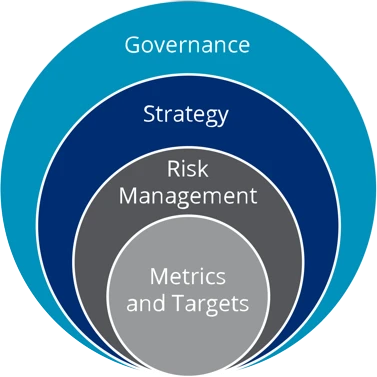 Governance
Strategy
Risk
Management
Metrics
and Targets